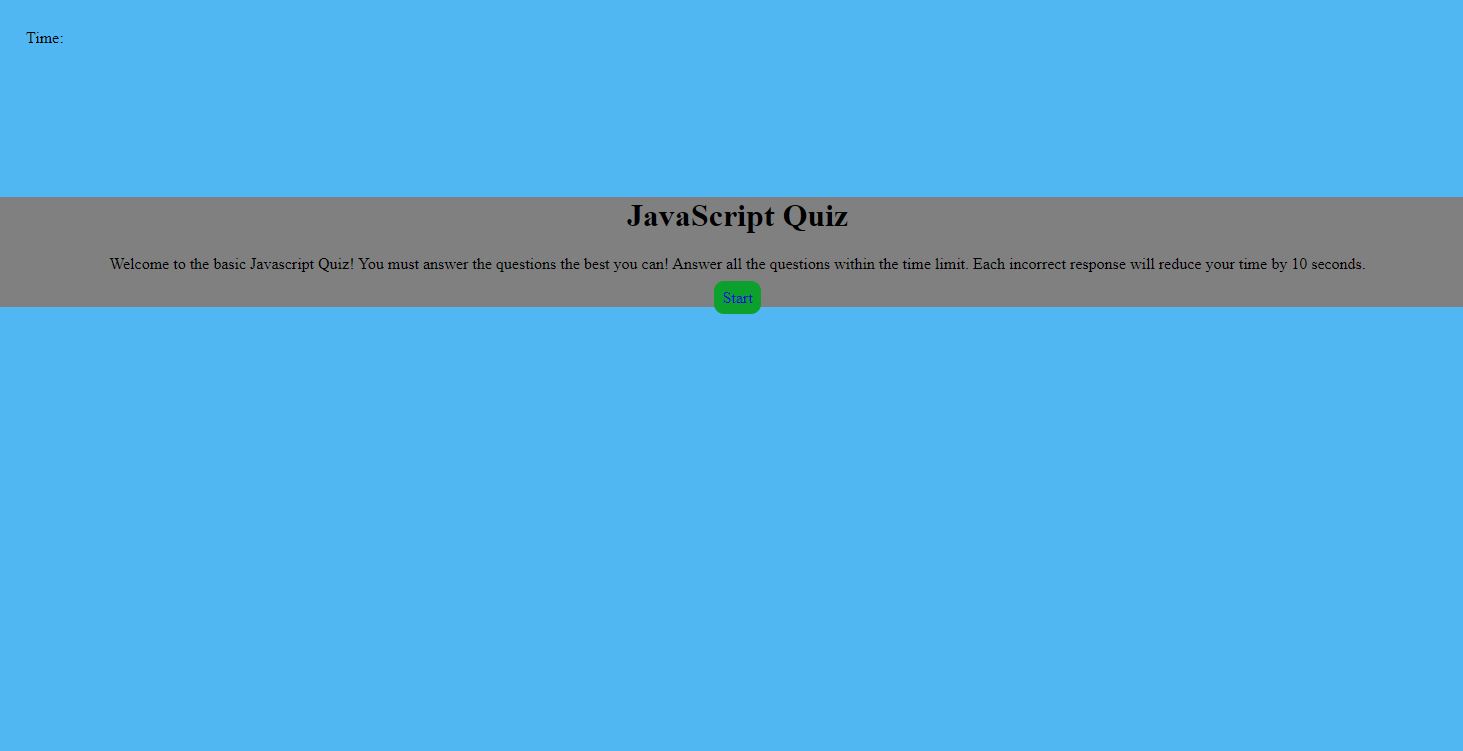 Time:
JavaScript Quiz
Welcome to the basic Javascript Quiz! You must answer the questions the best you can! Answer all the questions within the time limit. Each incorrect response will reduce your time by 10 seconds.
Start